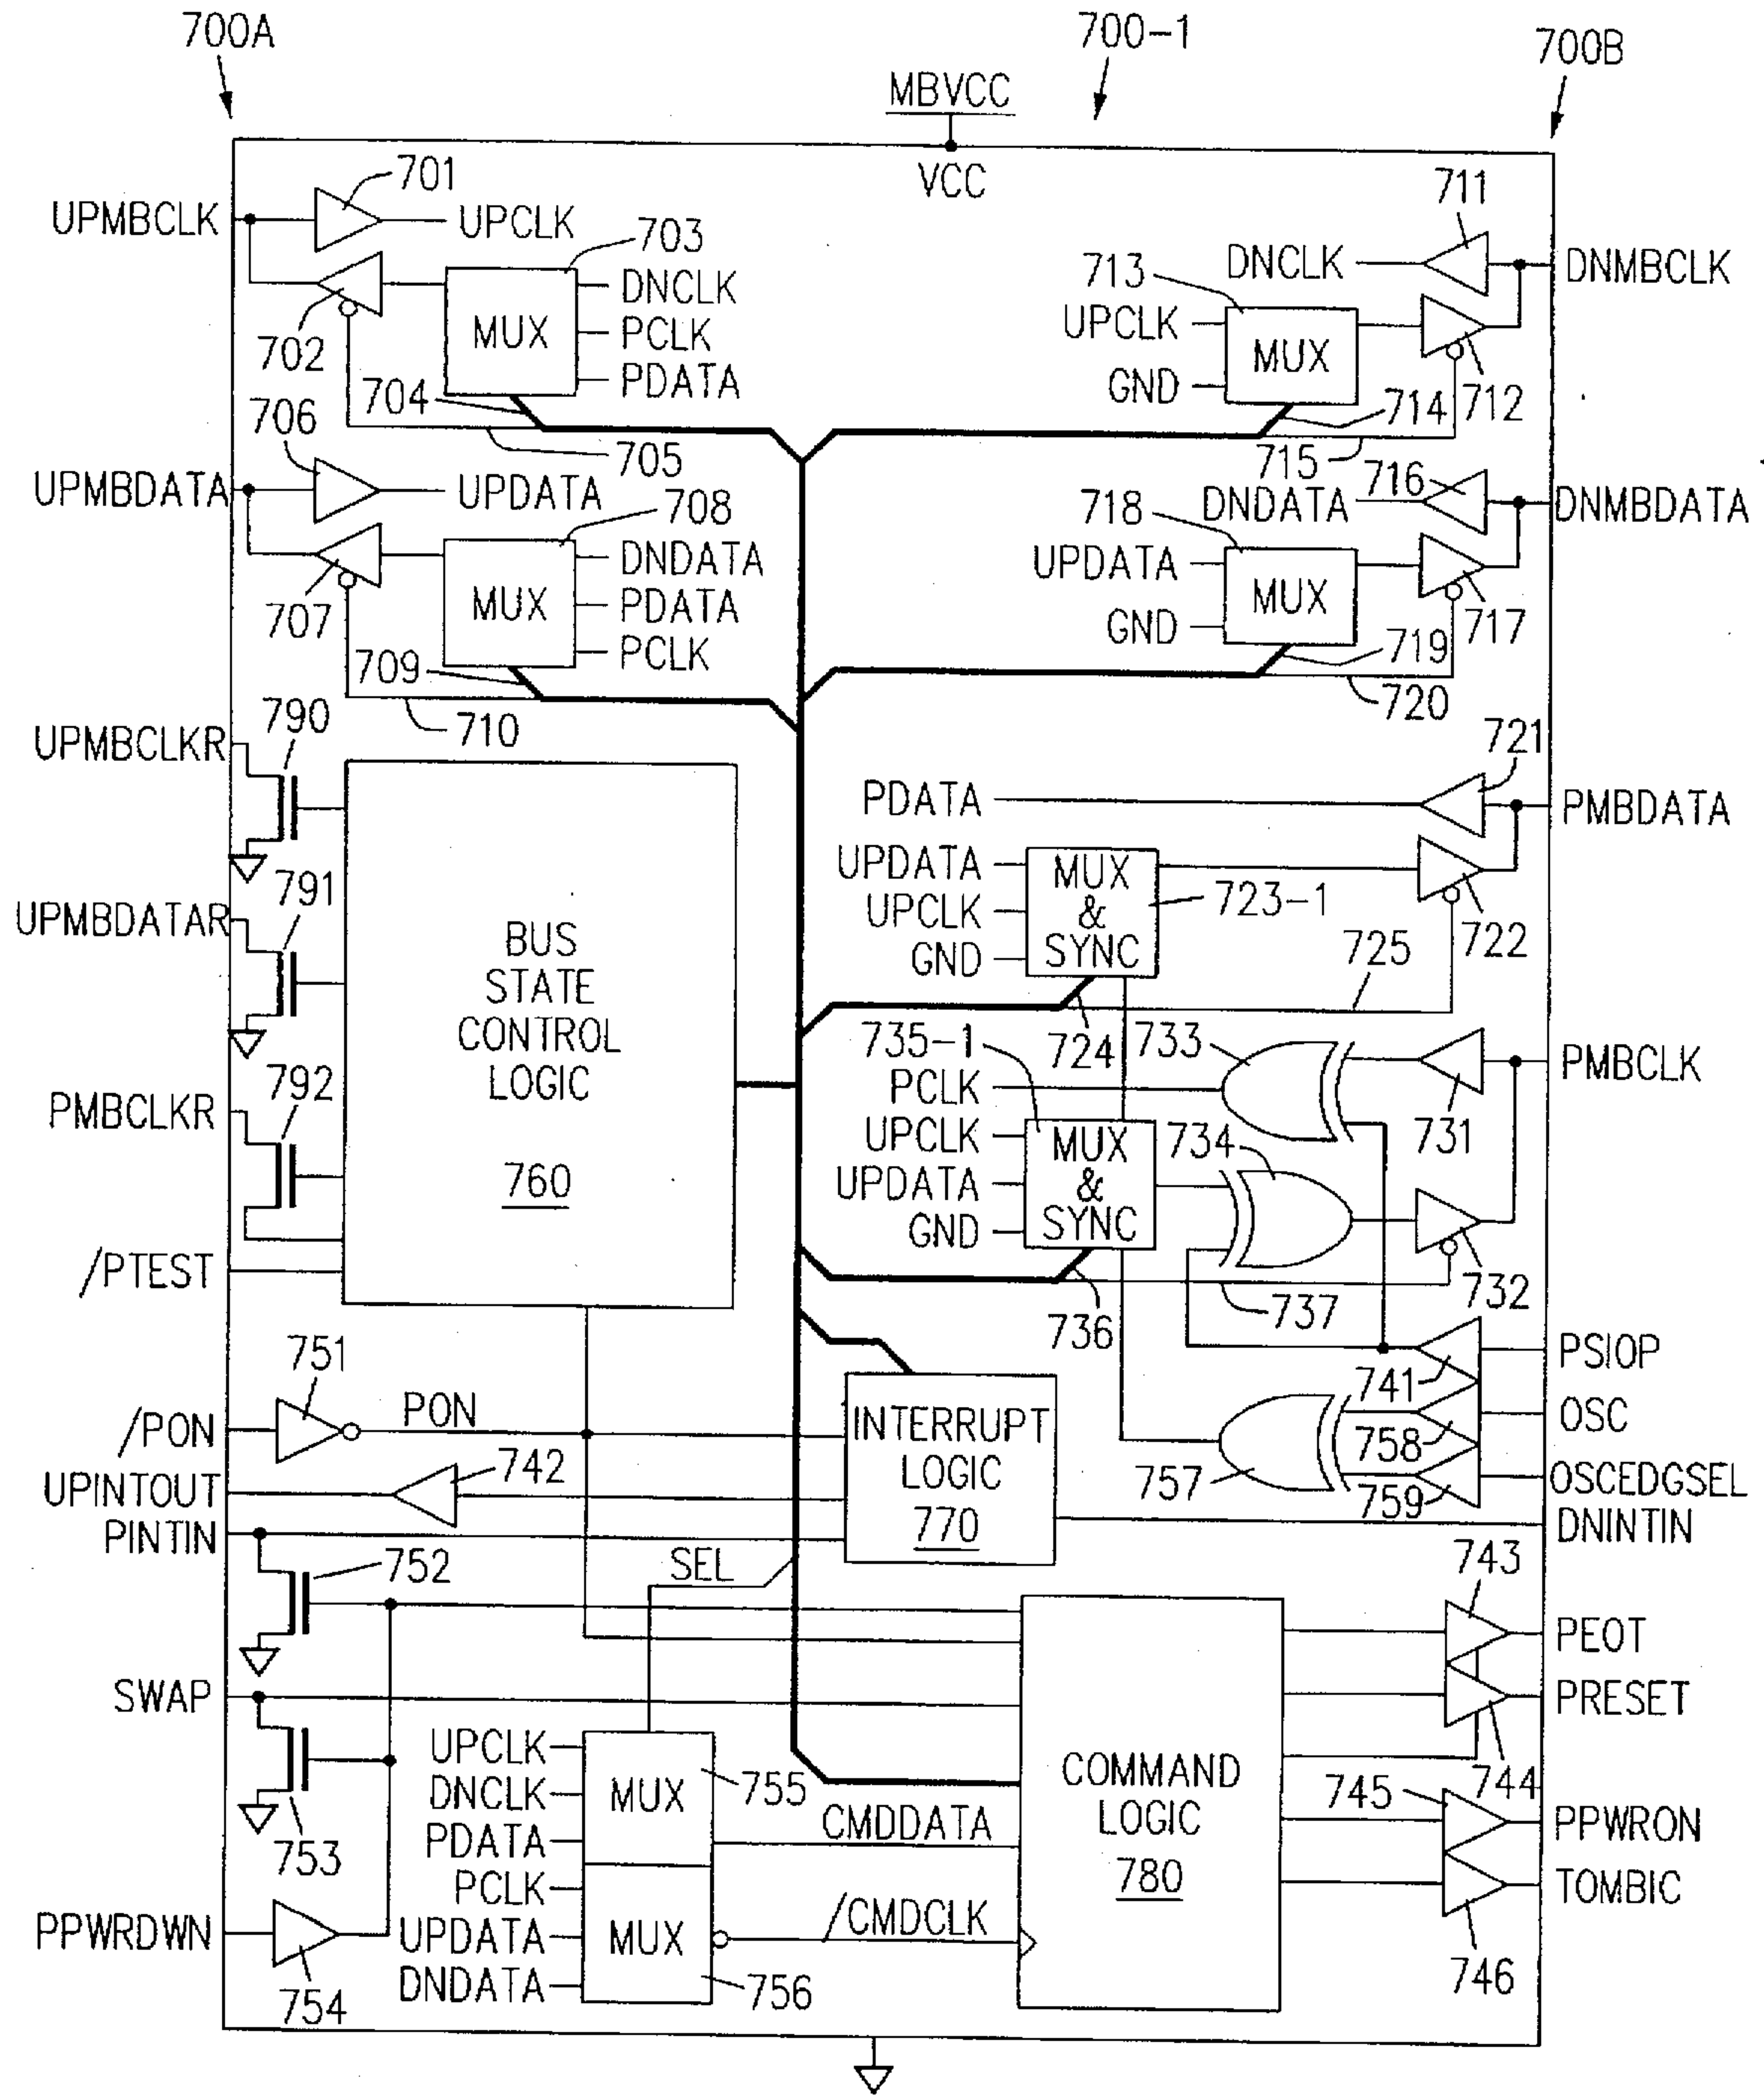 700A
700-1
700B
MBVCC
VCC
UPMBCLK
701
UPCLK
702
703
MUX
DNCLK
PCLK
PDATA
704
705
711
DNCLK
DNMBCLK
713
UPCLK
MUX
GND
712
714
715
UPMBDATA
706
UPDATA
707
708
MUX
DNDATA
PDATA
PCLK
709
710
716
DNDATA
DNMBDATA
718
UPDATA
MUX
GND
717
719
720
UPMBCLKR
790
UPMBDATAR
791
PMBCLKR
792
/PTEST
BUS
STATE
CONTROL
LOGIC
760
721
PDATA
PMBDATA
UPDATA
UPCLK
GND
MUX
&
SYNC
723-1
722
725
724
735-1
733
PCLK
PMBCLK
731
UPCLK
UPDATA
GND
MUX
&
SYNC
734
732
736
737
PSIOP
741
OSC
758
OSCEDGSEL
759
757
DNINTIN
/PON
751
PON
UPINTOUT
742
PINTIN
INTERRUPT
LOGIC
770
752
SEL
SWAP
753
PPWRDWN
754
UPCLK
DNCLK
PDATA
MUX
755
PCLK
UPDATA
DNDATA
MUX
756
CMDDATA
/CMDCLK
COMMAND
LOGIC
780
743
PEOT
PRESET
744
745
PPWRON
TOMBIC
746